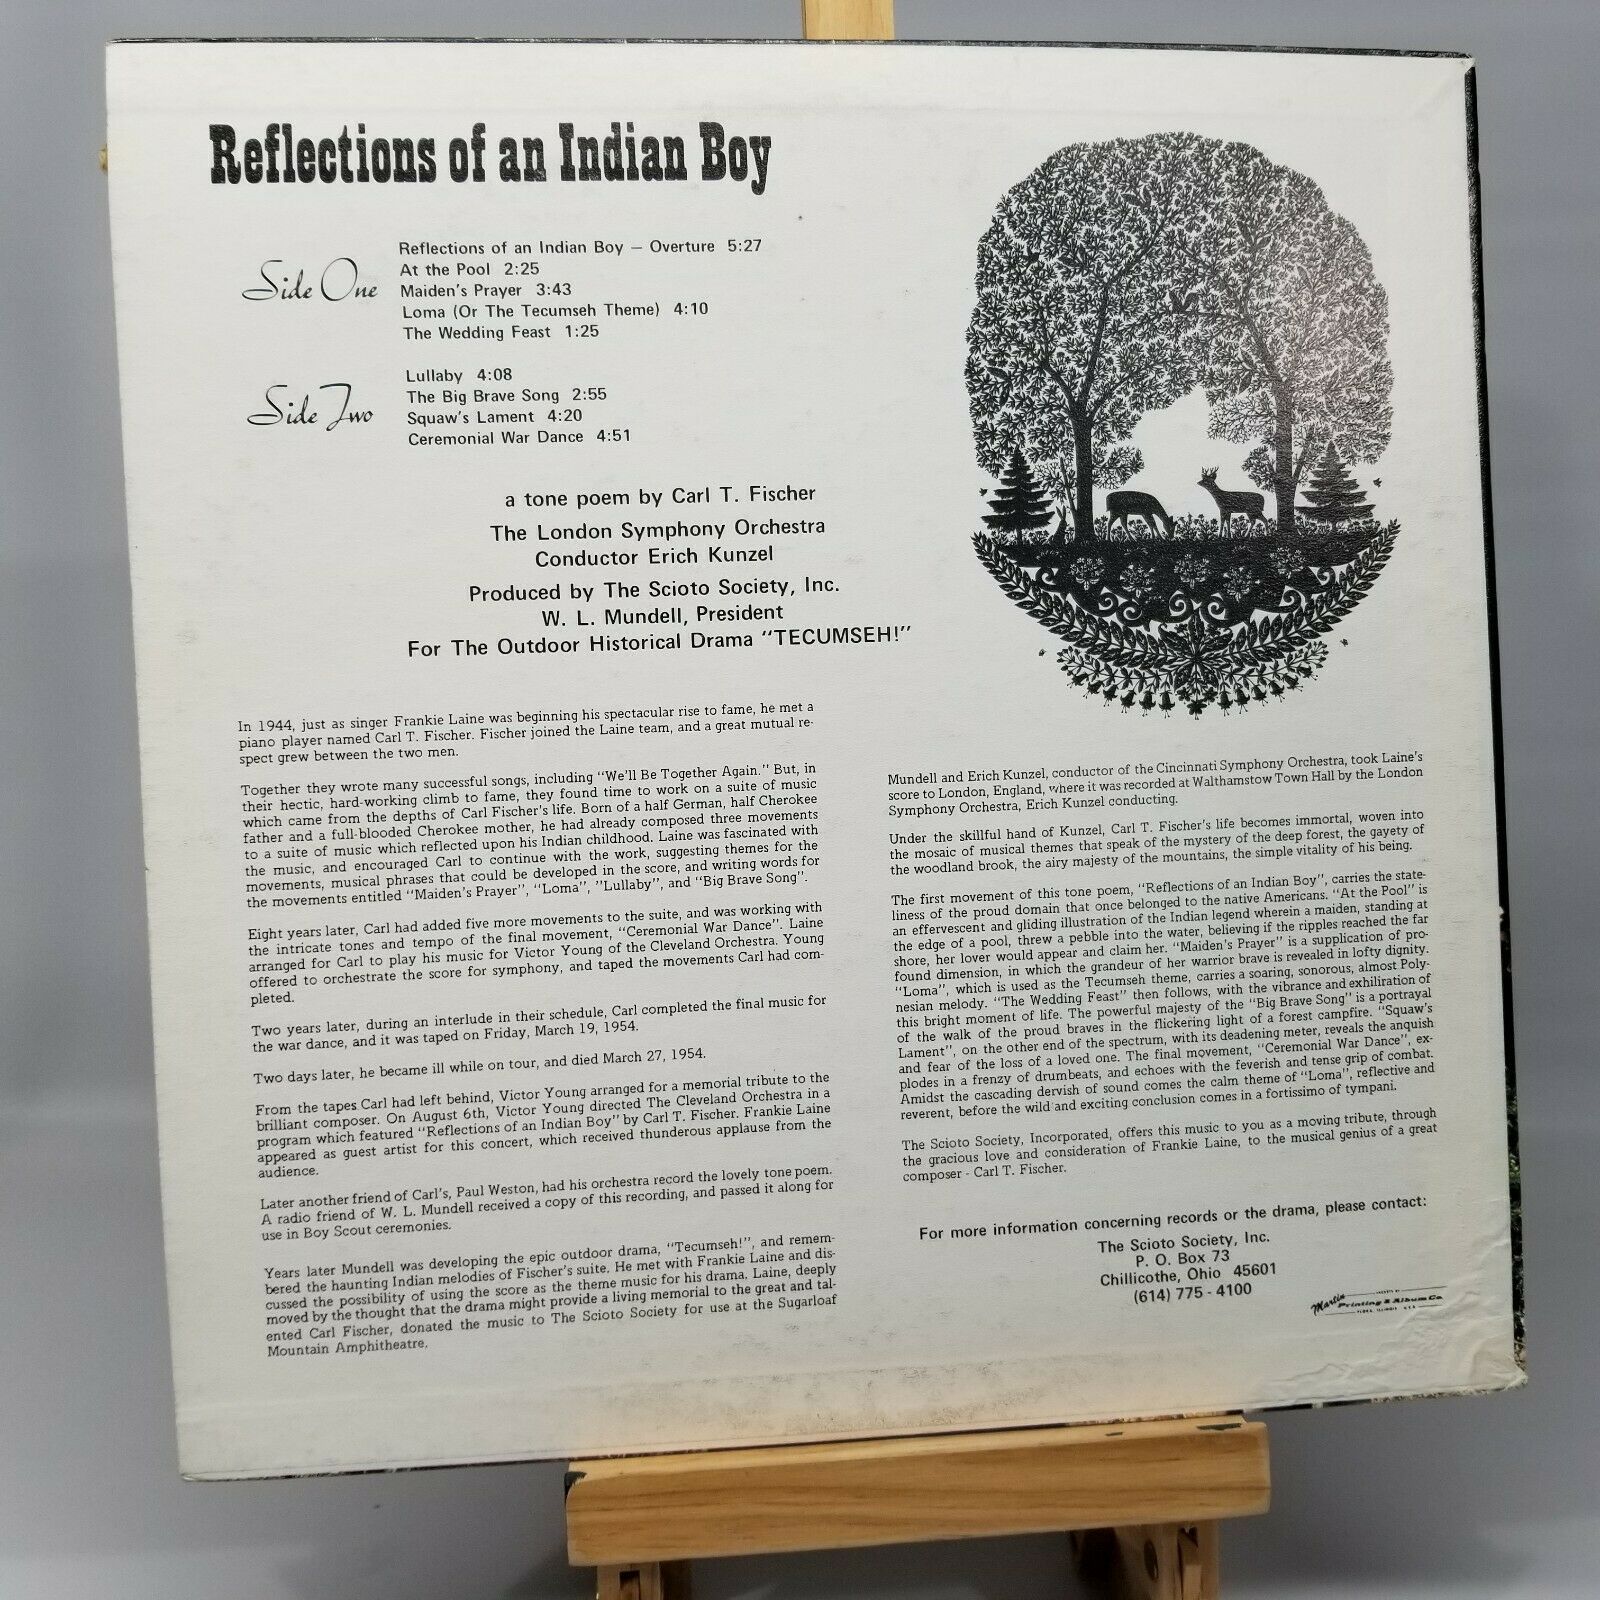 Reflections of an Indian Boy
Side One
Reflections of an Indian Boy – Overture 5:27
At the Pool 2:25
Maiden's Prayer 3:43
Loma (Or The Tecumseh Theme) 4:10
The Wedding Feast 1:25
Side Two
Lullaby 4:08
The Big Brave Song 2:55
Squaw's Lament 4:20
Ceremonial War Dance 4:51
a tone poem by Carl T. Fischer
The London Symphony Orchestra
Conductor Erich Kunzel
Produced by The Scioto Society, Inc.
W. L. Mundell, President
For The Outdoor Historical Drama "TECUMSEH!"
In 1944, just as singer Frankie Laine was beginning his spectacular rise to fame, he met a
piano player named Carl T. Fischer. Fischer joined the Laine team, and a great mutual re-
spect grew between the two men.
Together they wrote many successful songs, including "We'll Be Together Again." But, in
their hectic, hard-working climb to fame, they found time to work on a suite of music
which came from the depths of Carl Fischer's life. Born of a half German, half Cherokee
father and a full-blooded Cherokee mother, he had already composed three movements
to a suite of music which reflected upon his Indian childhood. Laine was fascinated with
the music, and encouraged Carl to continue with the work, suggesting themes for the
movements, musical phrases that could be developed in the score, and writing words for
the movements entitled "Maiden's Prayer", "Loma", "Lullaby", and "Big Brave Song".
Eight years later, Carl had added five more movements to the suite, and was working with
the intricate tones and tempo of the final movement, "Ceremonial War Dance". Laine
arranged for Carl to play his music for Victor Young of the Cleveland Orchestra. Young
offered to orchestrate the score for symphony, and taped the movements Carl had com-
pleted.
Two years later, during an interlude in their schedule, Carl completed the final music for
the war dance, and it was taped on Friday, March 19, 1954.
Two days later, he became ill while on tour, and died March 27, 1954.
From the tapes Carl had left behind, Victor Young arranged for a memorial tribute to the
brilliant composer. On August 6th, Victor Young directed The Cleveland Orchestra in a
program which featured "Reflections of an Indian Boy" by Carl T. Fischer. Frankie Laine
appeared as guest artist for this concert, which received thunderous applause from the
audience.
Later another friend of Carl's, Paul Weston, had his orchestra record the lovely tone poem.
A radio friend of W. L. Mundell received a copy of this recording, and passed it along for
use in Boy Scout ceremonies.
Years later Mundell was developing the epic outdoor drama, "Tecumseh!", and remem-
bered the haunting Indian melodies of Fischer's suite. He met with Frankie Laine and dis-
cussed the possibility of using the score as the theme music for his drama. Laine, deeply
moved by the thought that the drama might provide a living memorial to the great and tal-
ented Carl Fischer, donated the music to The Scioto Society for use at the Sugarloaf
Mountain Amphitheatre.
Mundell and Erich Kunzel, conductor of the Cincinnati Symphony Orchestra, took Laine's
score to London, England, where it was recorded at Walthamstow Town Hall by the London
Symphony Orchestra, Erich Kunzel conducting.
Under the skillful hand of Kunzel, Carl T. Fischer's life becomes immortal, woven into
the mosaic of musical themes that speak of the mystery of the deep forest, the gayety of
the woodland brook, the airy majesty of the mountains, the simple vitality of his being.
The first movement of this tone poem, "Reflections of an Indian Boy", carries the state-
liness of the proud domain that once belonged to the native Americans. "At the Pool" is
an effervescent and gliding illustration of the Indian legend wherein a maiden, standing at
the edge of a pool, threw a pebble into the water, believing if the ripples reached the far
shore, her lover would appear and claim her. "Maiden's Prayer" is a supplication of pro-
found dimension, in which the grandeur of her warrior brave is revealed in lofty dignity.
"Loma", which is used as the Tecumseh theme, carries a soaring, sonorous, almost Poly-
nesian melody. "The Wedding Feast" then follows, with the vibrance and exhiliration of
this bright moment of life. The powerful majesty of the "Big Brave Song" is a portrayal
of the walk of the proud braves in the flickering light of a forest campfire. "Squaw's
Lament", on the other end of the spectrum, with its deadening meter, reveals the anquish
and fear of the loss of a loved one. The final movement, "Ceremonial War Dance", ex-
plodes in a frenzy of drumbeats, and echoes with the feverish and tense grip of combat.
Amidst the cascading dervish of sound comes the calm theme of "Loma", reflective and
reverent, before the wild and exciting conclusion comes in a fortissimo of tympani.
The Scioto Society, Incorporated, offers this music to you as a moving tribute, through
the gracious love and consideration of Frankie Laine, to the musical genius of a great
composer - Carl T. Fischer.
For more information concerning records or the drama, please contact:
The Scioto Society, Inc.
P. O. Box 73
Chillicothe, Ohio 45601
(614) 775-4100
Martin Printing & Album Co.